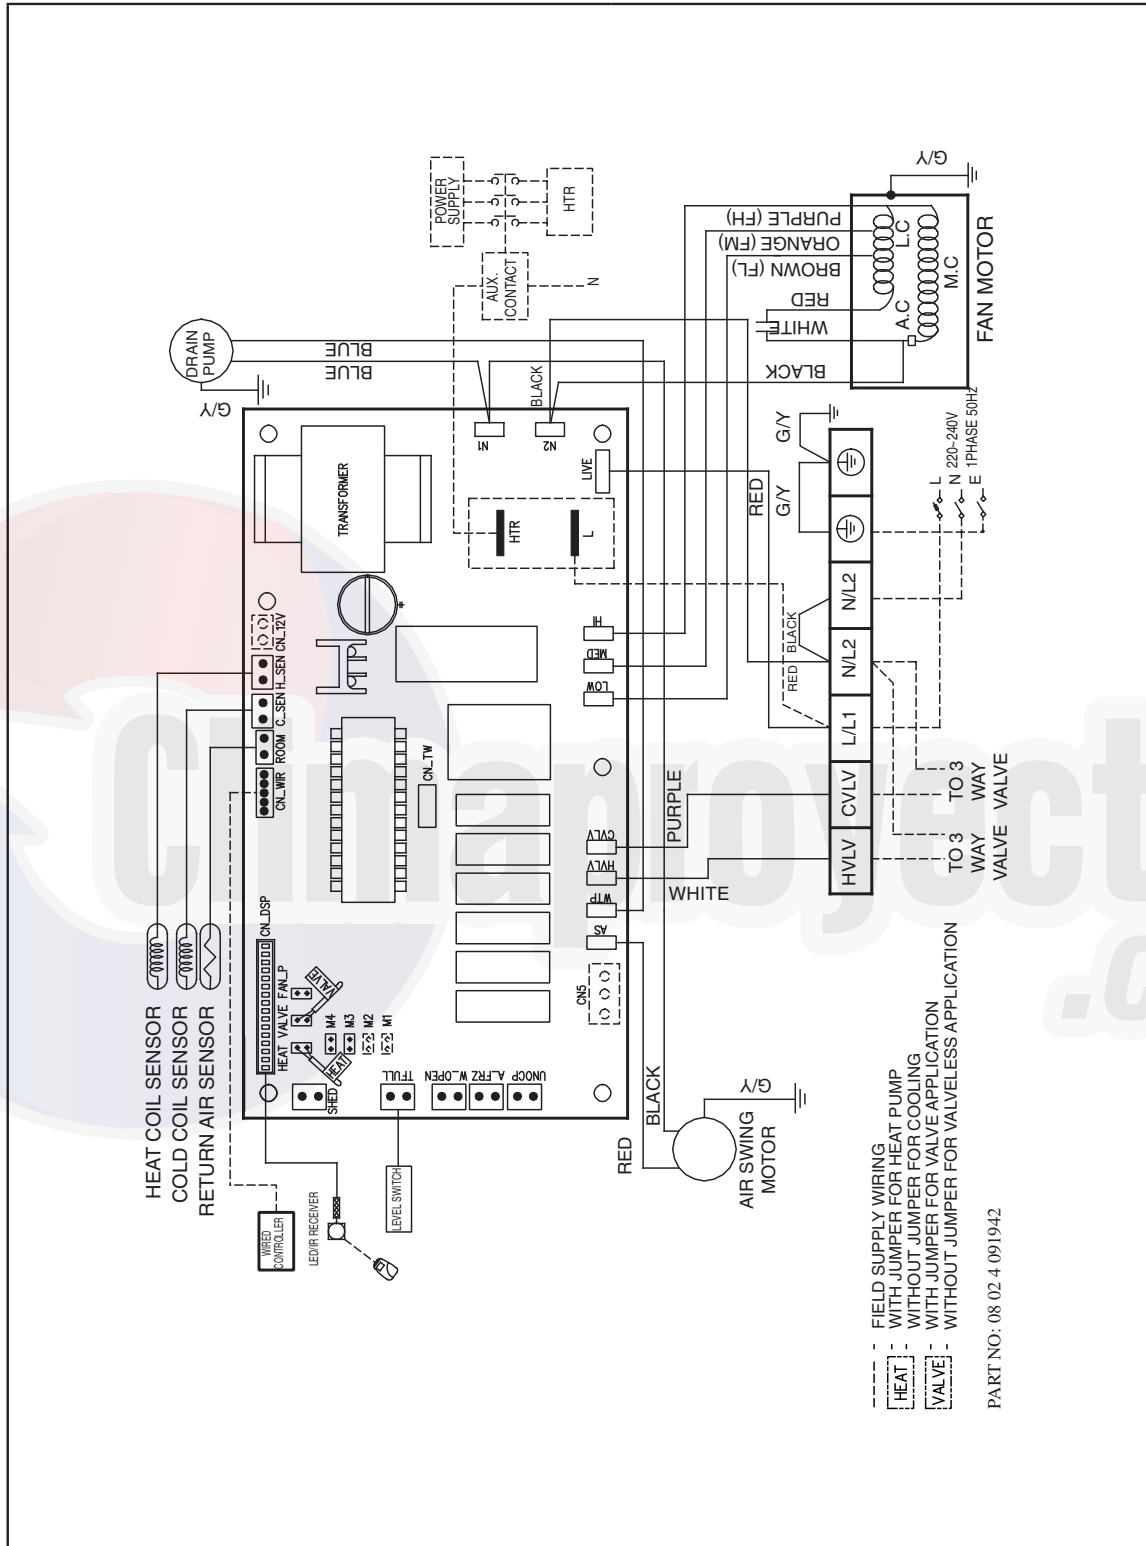 G/Y
POWER
SUPPLY
HTR
AUX.
CONTACT
N
DRAIN
PUMP
BLUE
BLUE
G/Y
PURPLE (FH)
ORANGE (FM)
BROWN (FL)
RED
WHITE
BLACK
BLACK
L.C
A.C
M.C
FAN MOTOR
TRANSFORMER
N1
N2
LIVE
HTR
L
RED
G/Y
G/Y
L
N 220~240V
E 1PHASE 50Hz
CN_12V
H_SEN
C_SEN
ROOM
CN_WIR
CN_DSP
HI
MED
LOW
RED
BLACK
N/L2
N/L2
L/L1
CVLV
HVLV
CN_TW
PURPLE
WHITE
CVLV
HVLV
WTP
AS
CN5
TO 3
WAY
VALVE
TO 3
WAY
VALVE
HEAT COIL SENSOR
COLD COIL SENSOR
RETURN AIR SENSOR
HEAT
VALVE
FAN_P
VALVE
HEAT
M4
M3
M2
M1
SHED
TFULL
W_OPEN
A_FRZ
UNOCP
WIRED
CONTROLLER
LED/IR RECEIVER
LEVEL SWITCH
RED
BLACK
G/Y
AIR SWING
MOTOR
- FIELD SUPPLY WIRING
HEAT - WITH JUMPER FOR HEAT PUMP
- WITHOUT JUMPER FOR COOLING
VALVE - WITH JUMPER FOR VALVE APPLICATION
- WITHOUT JUMPER FOR VALVELESS APPLICATION
PART NO: 08 02 4 091942
Climaproyect
.c